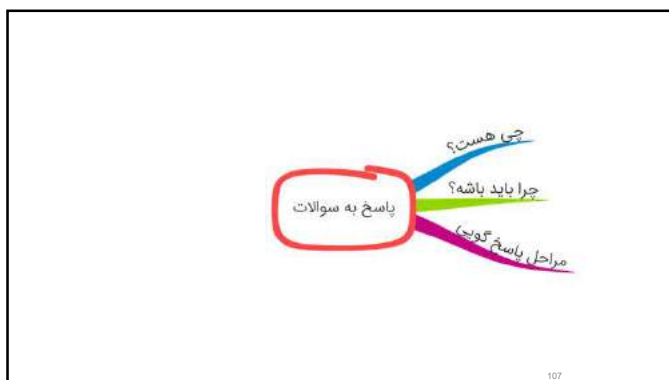 پاسخ به سوالات
چی هست؟
چرا باید باشه؟
مراحل پاسخ گویی
107